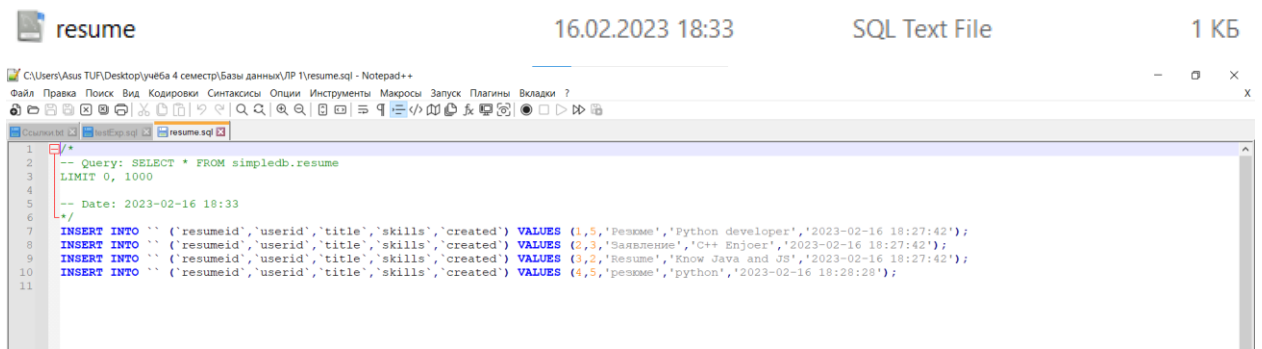 resume 16.02.2023 18:33 SQL Text File 1 КБ
C:\Users\Asus TUF\Desktop\учёба 4 семестр\Базы данных\ЛР 1\resume.sql - Notepad++
Файл Правка Поиск Вид Кодировки Синтаксисы Опции Инструменты Макросы Запуск Плагины Вкладки ? X
Ссылки.txt testExp.sql resume.sql
1 /*
2 -- Query: SELECT * FROM simpledb.resume
3 LIMIT 0, 1000
4
5 -- Date: 2023-02-16 18:33
6 */
7 INSERT INTO `` (`resumeid`,`userid`,`title`,`skills`,`created`) VALUES (1,5,'Резюме','Python developer','2023-02-16 18:27:42');
8 INSERT INTO `` (`resumeid`,`userid`,`title`,`skills`,`created`) VALUES (2,3,'Заявление','C++ Enjoer','2023-02-16 18:27:42');
9 INSERT INTO `` (`resumeid`,`userid`,`title`,`skills`,`created`) VALUES (3,2,'Resume','Know Java and JS','2023-02-16 18:27:42');
10 INSERT INTO `` (`resumeid`,`userid`,`title`,`skills`,`created`) VALUES (4,5,'резюме','python','2023-02-16 18:28:28');
11